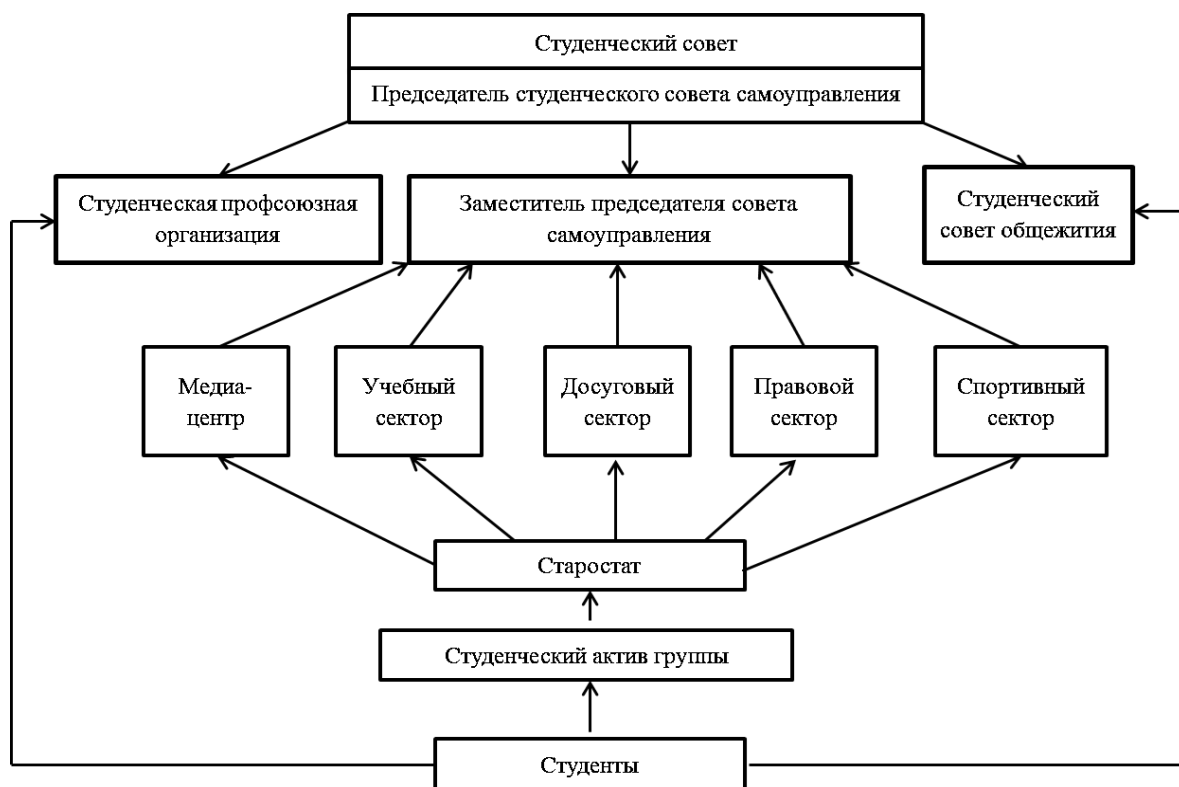 Студенческий совет
Председатель студенческого совета самоуправления
Студенческая профсоюзная
организация
Заместитель председателя совета
самоуправления
Студенческий
совет общежития
Медиа-
центр
Учебный
сектор
Досуговый
сектор
Правовой
сектор
Спортивный
сектор
Старостат
Студенческий актив группы
Студенты